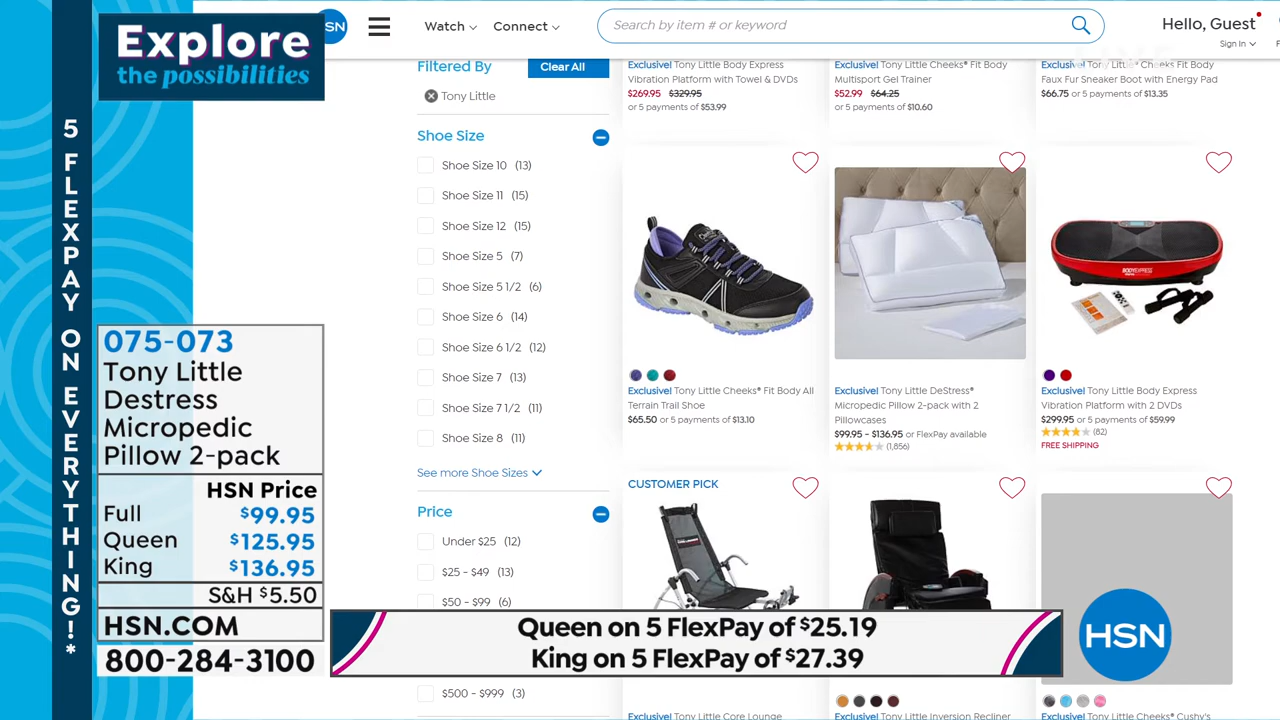 Explore
the possibilities
5 FLEXPAY ON EVERYTHING!*
075-073
Tony Little
Destress
Micropedic
Pillow 2-pack
HSN Price
Full $99.95
Queen $125.95
King $136.95
S&H $5.50
HSN.COM
800-284-3100
SN
Watch
Connect
Search by item # or keyword
Hello, Guest
Sign In
Filtered By
Clear All
Tony Little
Shoe Size
Shoe Size 10 (13)
Shoe Size 11 (15)
Shoe Size 12 (15)
Shoe Size 5 (7)
Shoe Size 5 1/2 (6)
Shoe Size 6 (14)
Shoe Size 6 1/2 (12)
Shoe Size 7 (13)
Shoe Size 7 1/2 (11)
Shoe Size 8 (11)
See more Shoe Sizes
Price
Under $25 (12)
$25 - $49 (13)
$50 - $99 (6)
$500 - $999 (3)
Exclusive! Tony Little Body Express
Vibration Platform with Towel & DVDs
$269.95 $329.95
or 5 payments of $53.99
Exclusive! Tony Little Cheeks® Fit Body
Multisport Gel Trainer
$52.99 $64.25
or 5 payments of $10.60
Exclusive! Tony Little Cheeks Fit Body
Faux Fur Sneaker Boot with Energy Pad
$66.75 or 5 payments of $13.35
Exclusive! Tony Little Cheeks® Fit Body All
Terrain Trail Shoe
$65.50 or 5 payments of $13.10
Exclusive! Tony Little DeStress®
Micropedic Pillow 2-pack with 2
Pillowcases
$99.95 - $136.95 or FlexPay available
(1,856)
BODYEXPRESS
Exclusive! Tony Little Body Express
Vibration Platform with 2 DVDs
$299.95 or 5 payments of $59.99
(82)
FREE SHIPPING
CUSTOMER PICK
Queen on 5 FlexPay of $25.19
King on 5 FlexPay of $27.39
HSN
Exclusive! Tony Little Core Lounge
Exclusive! Tony Little Inversion Recliner
Exclusive! Tony Little Cheeks® Cushy's